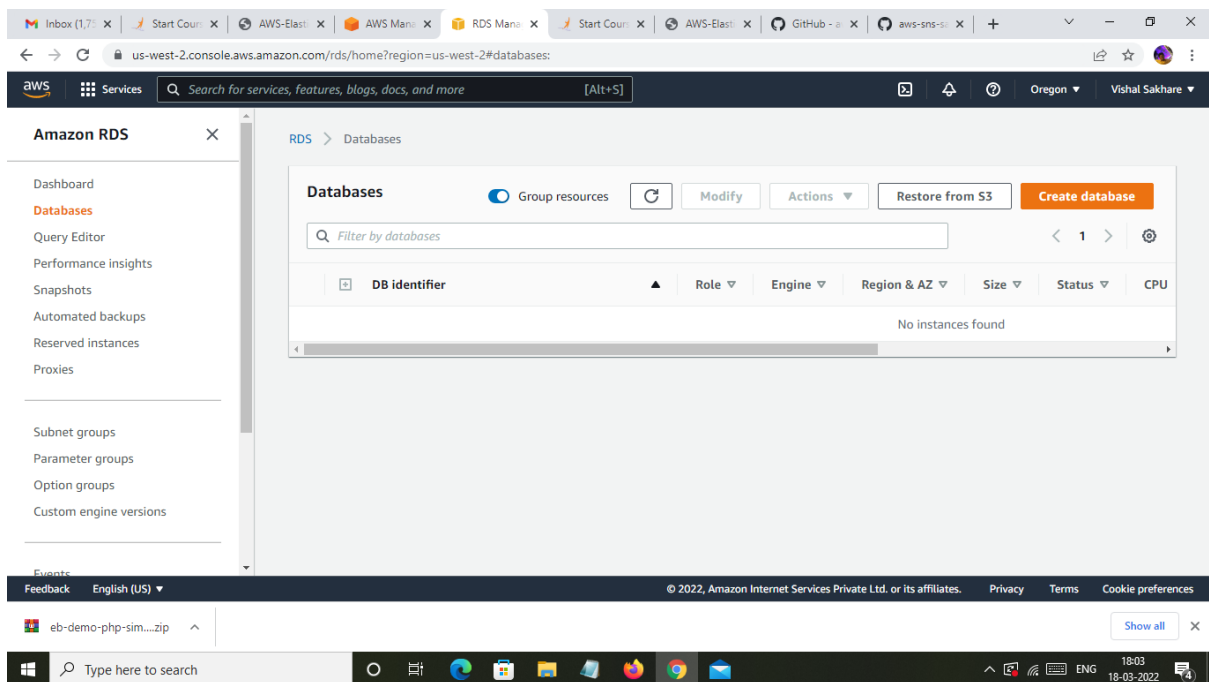 Inbox (1,75 Start Cours AWS-Elasti AWS Mana RDS Mana Start Cours AWS-Elasti GitHub - a aws-sns-sa
us-west-2.console.aws.amazon.com/rds/home?region=us-west-2#databases:
aws Services Search for services, features, blogs, docs, and more [Alt+S] Oregon Vishal Sakhare
Amazon RDS
Dashboard
Databases
Query Editor
Performance insights
Snapshots
Automated backups
Reserved instances
Proxies
Subnet groups
Parameter groups
Option groups
Custom engine versions
Events
RDS > Databases
Databases Group resources Modify Actions Restore from S3 Create database
Filter by databases < 1 >
DB identifier Role Engine Region & AZ Size Status CPU
No instances found
Feedback English (US) © 2022, Amazon Internet Services Private Ltd. or its affiliates. Privacy Terms Cookie preferences
eb-demo-php-sim....zip Show all
Type here to search ENG 18:03
18-03-2022 4